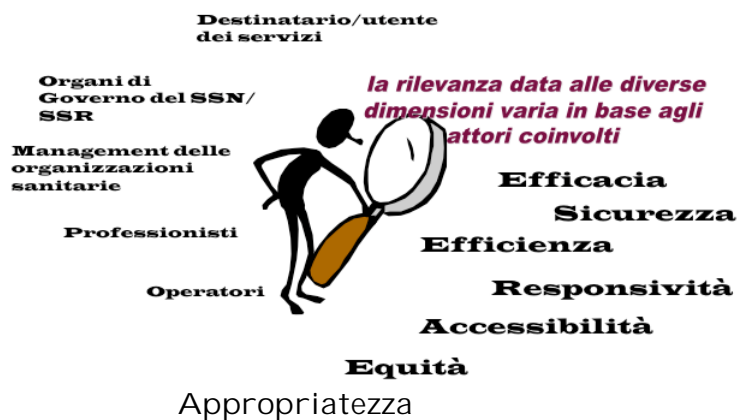 Destinatario/utente
dei servizi
Organi di
Governo del SSN/
SSR
Management delle
organizzazioni
sanitarie
Professionisti
Operatori
la rilevanza data alle diverse
dimensioni varia in base agli
attori coinvolti
Efficacia
Sicurezza
Efficienza
Responsività
Accessibilità
Equità
Appropriatezza